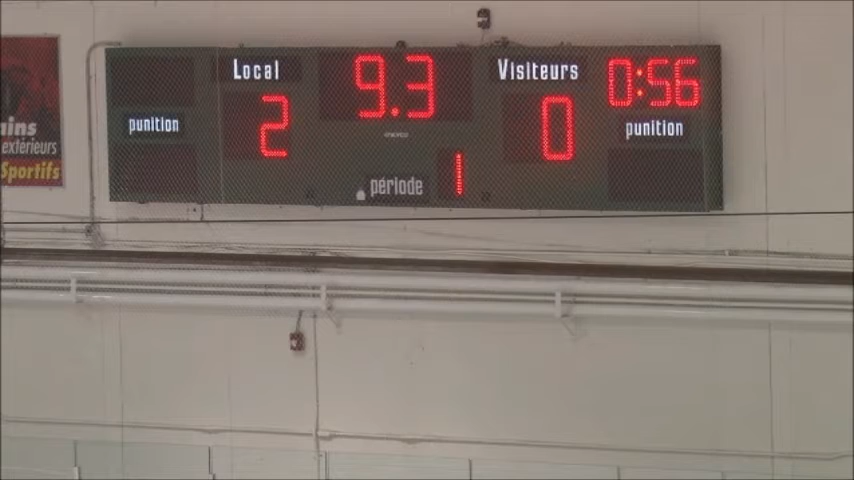 Local 9.3 Visiteurs 0:56
punition 2 0 punition
période 1
ains
extérieurs
Sportifs